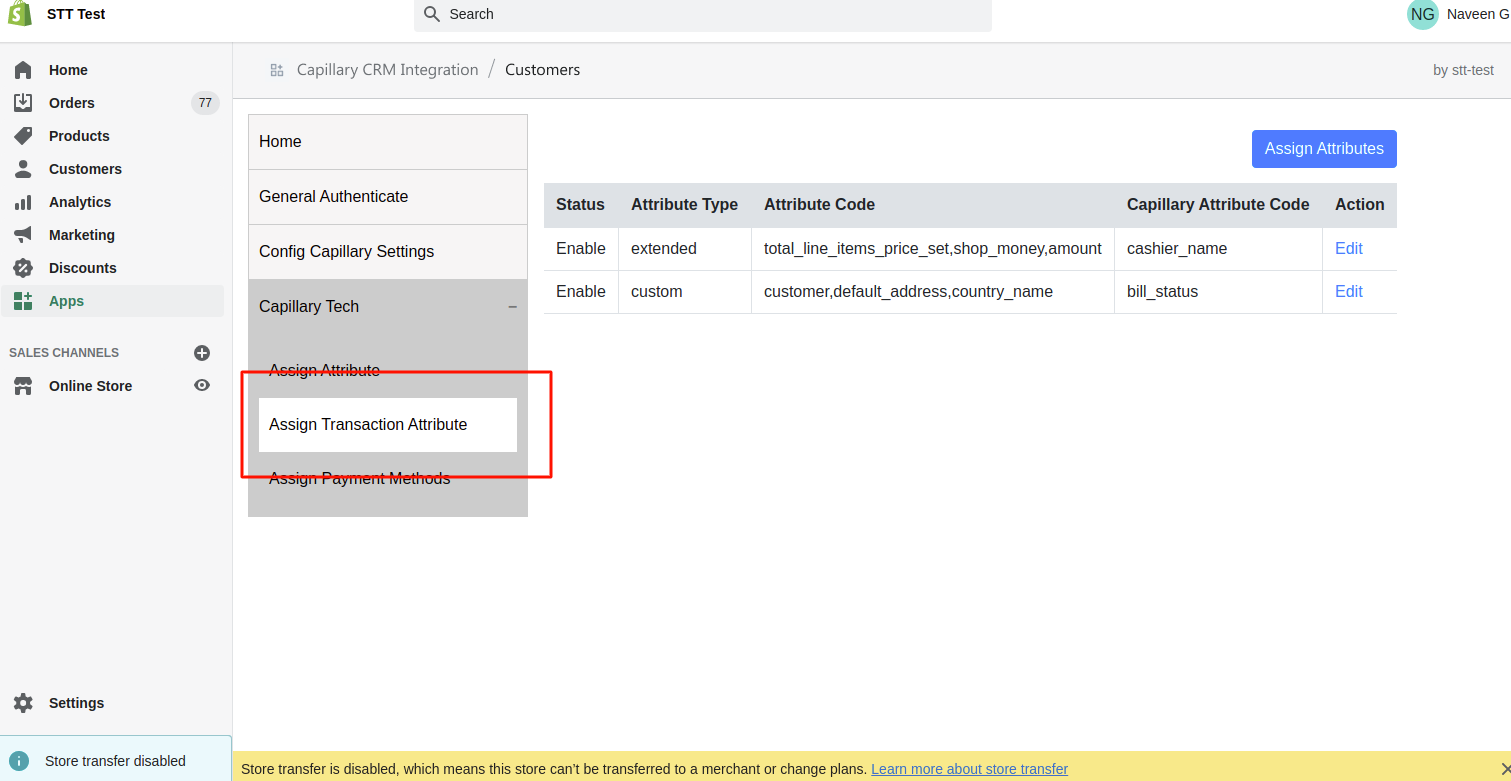 STT Test
Search
NG Naveen G
Home
Orders 77
Products
Customers
Analytics
Marketing
Discounts
Apps
SALES CHANNELS
Online Store
Settings
Store transfer disabled
Capillary CRM Integration / Customers
by stt-test
Home
General Authenticate
Config Capillary Settings
Capillary Tech –
Assign Attribute
Assign Transaction Attribute
Assign Payment Methods
Assign Attributes
Status Attribute Type Attribute Code Capillary Attribute Code Action
Enable extended total_line_items_price_set,shop_money,amount cashier_name Edit
Enable custom customer,default_address,country_name bill_status Edit
Store transfer is disabled, which means this store can’t be transferred to a merchant or change plans. Learn more about store transfer